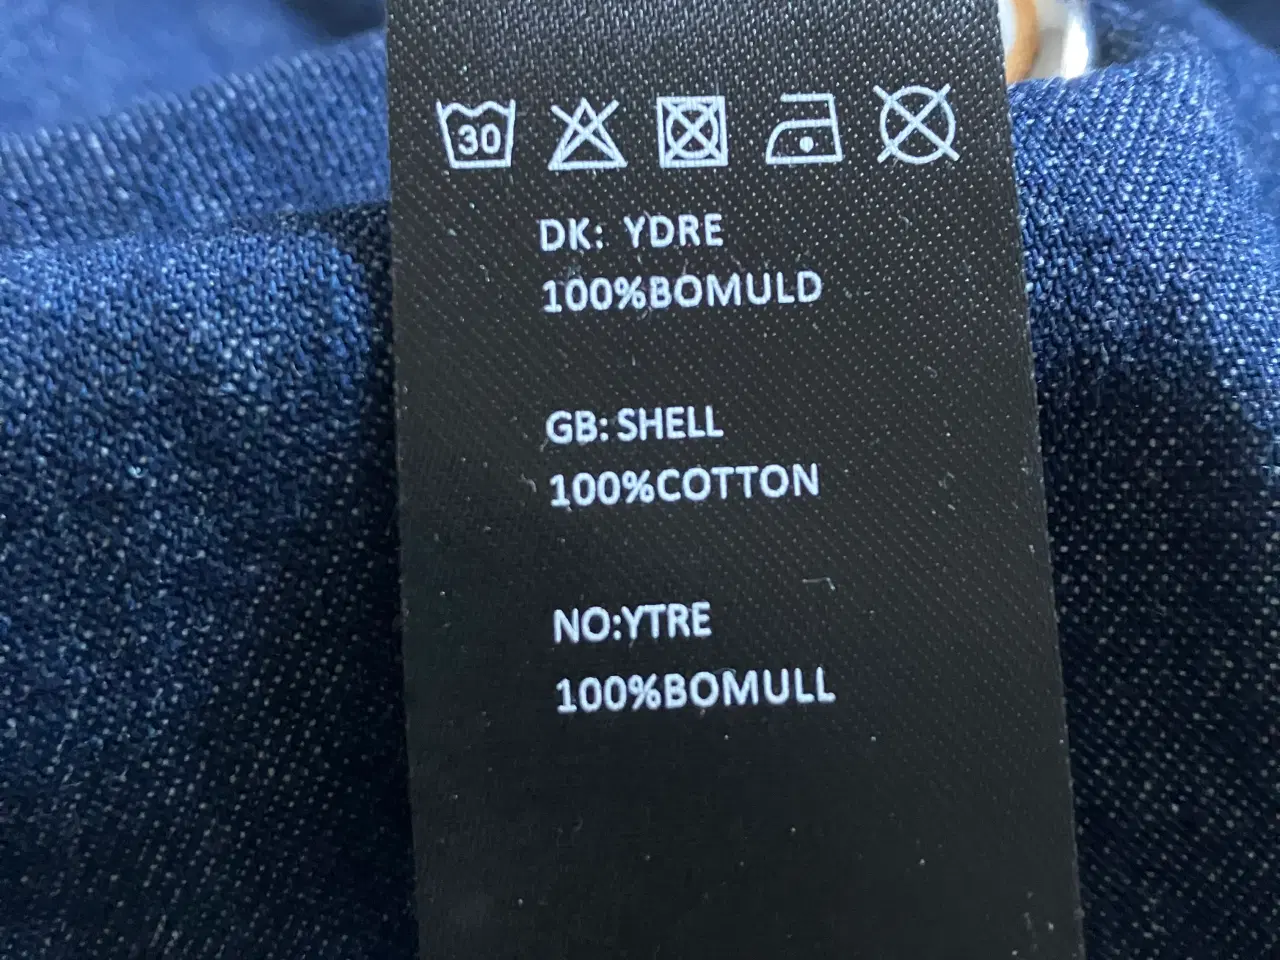 30
DK: YDRE
100%BOMULD
GB: SHELL
100%COTTON
NO:YTRE
100%BOMULL